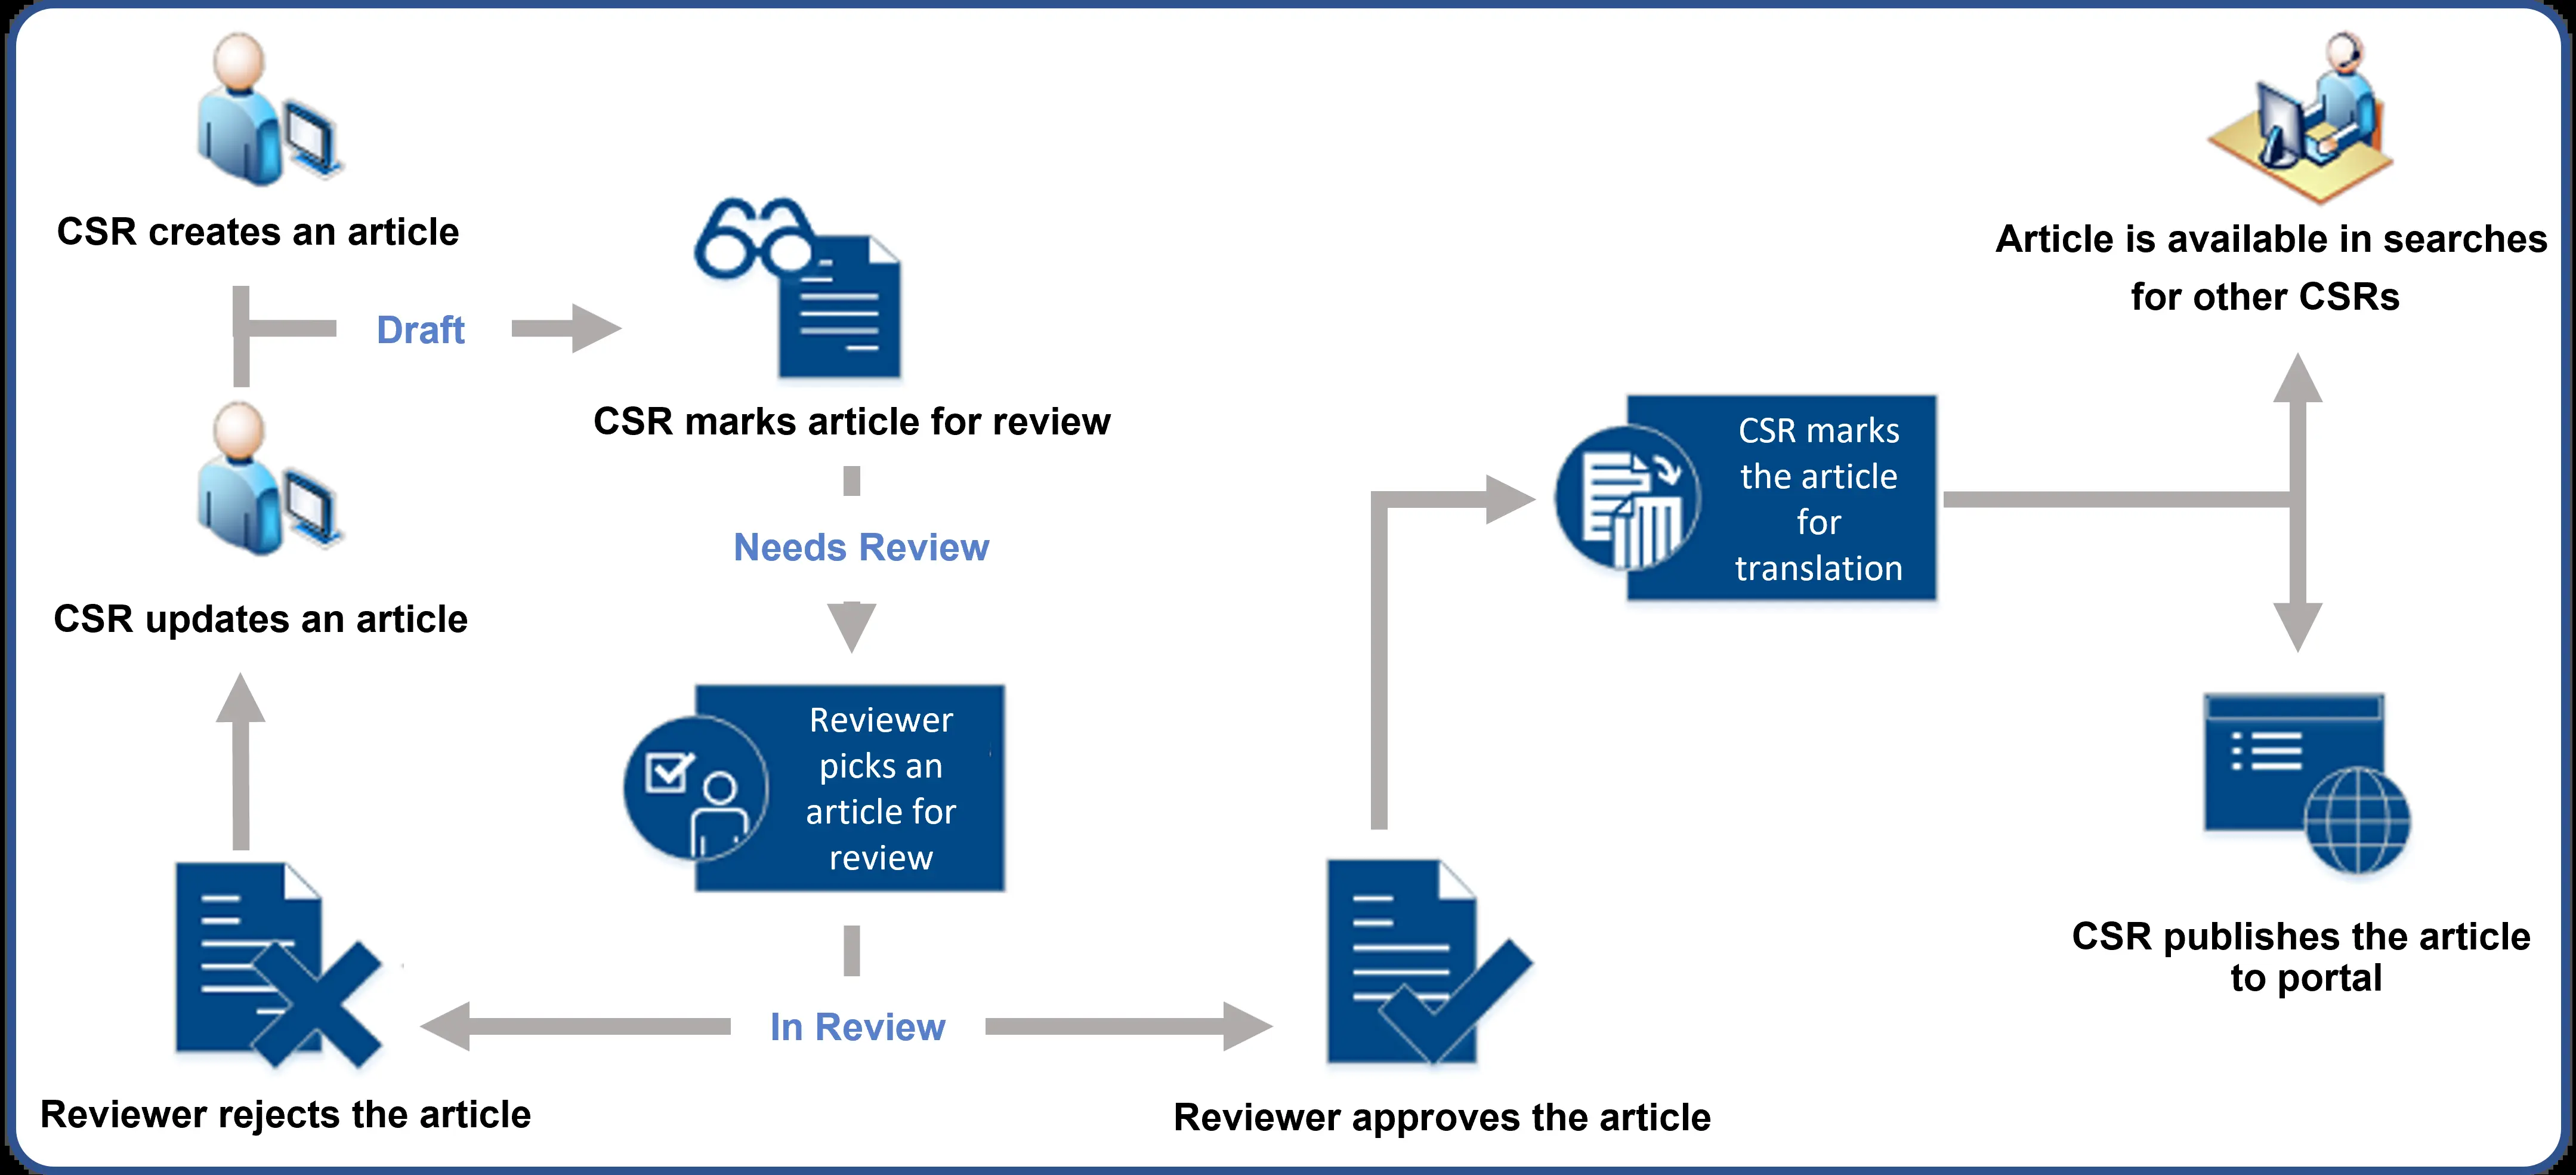 CSR creates an article
Draft
CSR updates an article
CSR marks article for review
Needs Review
Reviewer
picks an
article for
review
In Review
Reviewer rejects the article
Reviewer approves the article
CSR marks
the article
for
translation
Article is available in searches
for other CSRs
CSR publishes the article
to portal